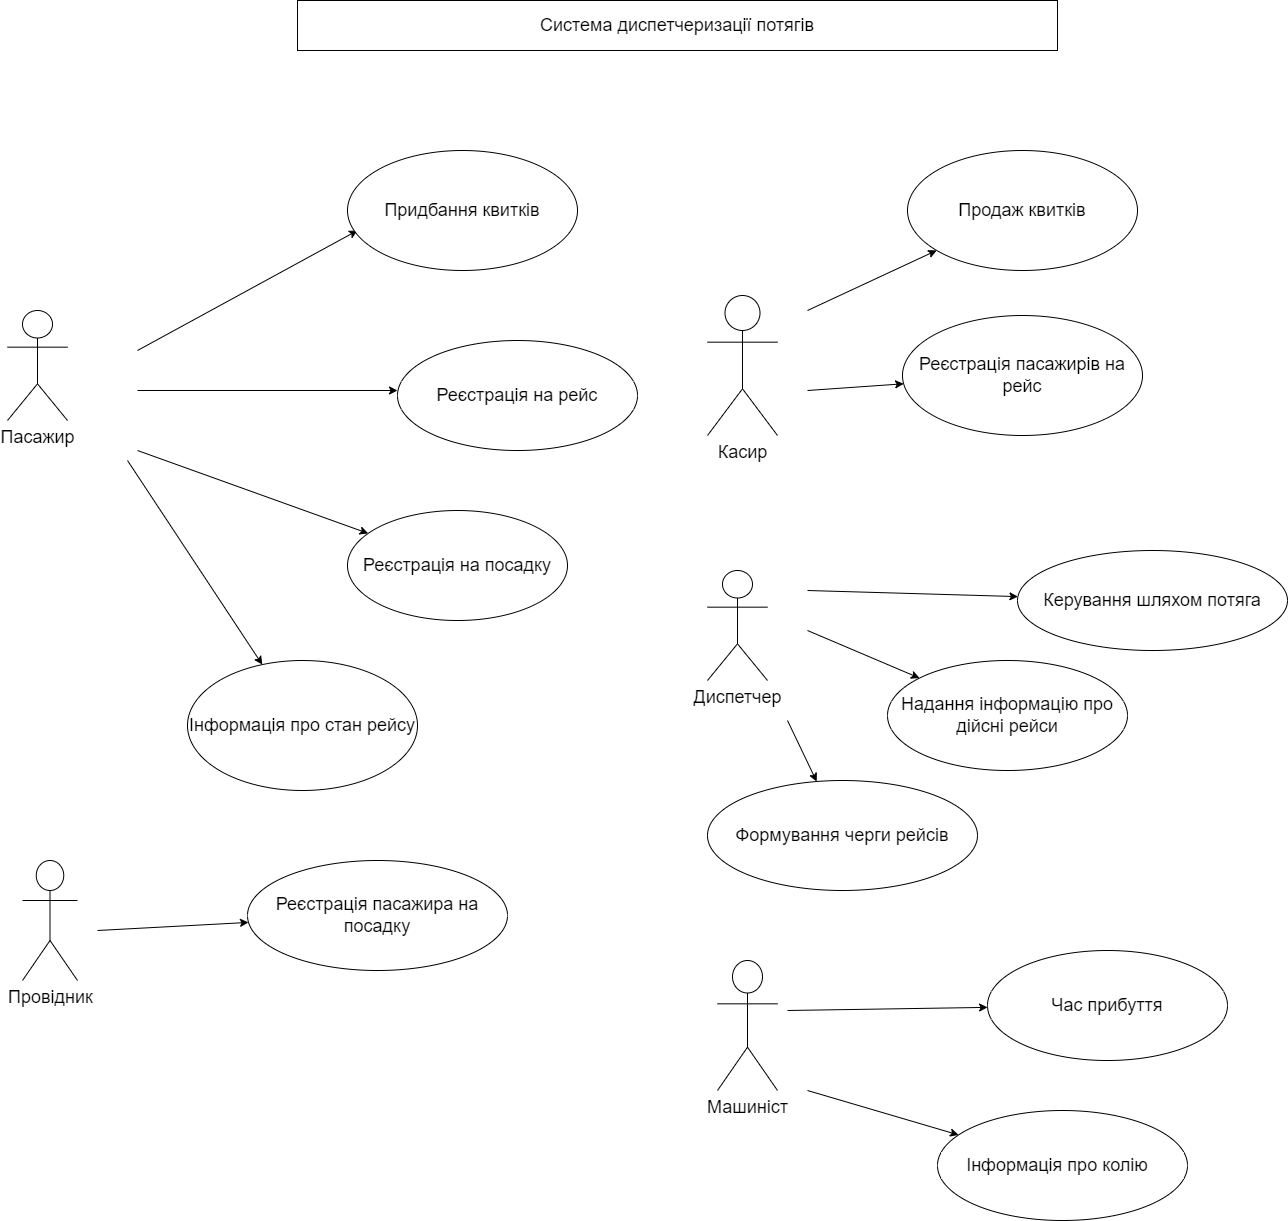 Система диспетчеризації потягів
Придбання квитків
Продаж квитків
Реєстрація пасажирів на
рейс
Реєстрація на рейс
Пасажир
Касир
Реєстрація на посадку
Керування шляхом потяга
Диспетчер
Надання інформацію про
дійсні рейси
Інформація про стан рейсу
Формування черги рейсів
Реєстрація пасажира на
посадку
Провідник
Час прибуття
Машиніст
Інформація про колію